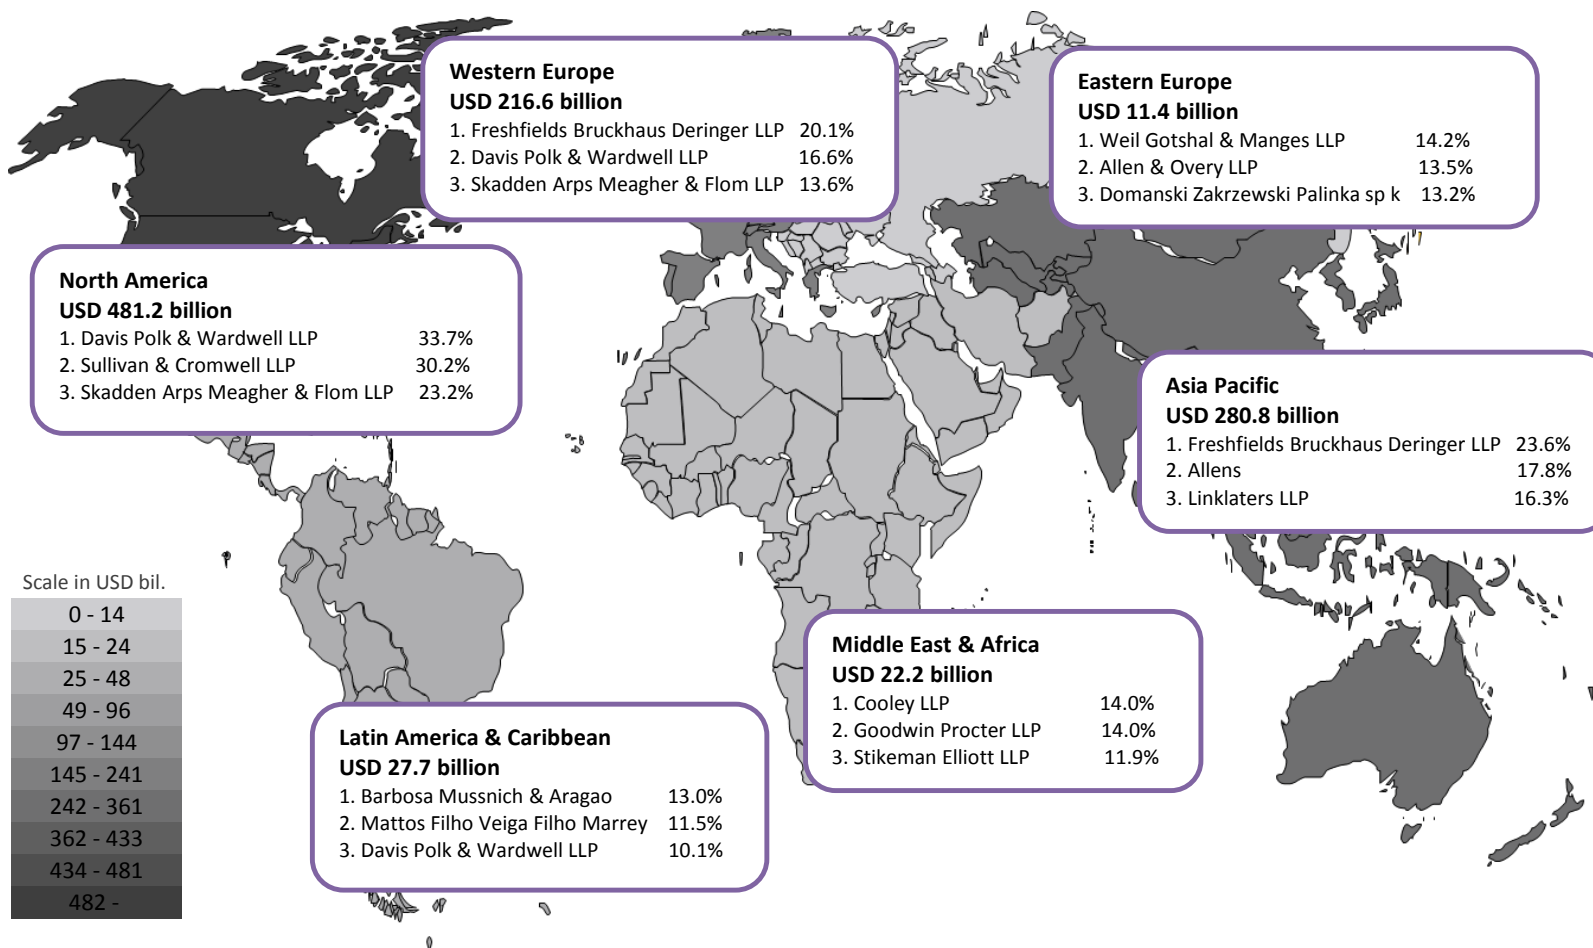 Western Europe
USD 216.6 billion
1. Freshfields Bruckhaus Deringer LLP 20.1%
2. Davis Polk & Wardwell LLP 16.6%
3. Skadden Arps Meagher & Flom LLP 13.6%
Eastern Europe
USD 11.4 billion
1. Weil Gotshal & Manges LLP 14.2%
2. Allen & Overy LLP 13.5%
3. Domanski Zakrzewski Palinka sp k 13.2%
North America
USD 481.2 billion
1. Davis Polk & Wardwell LLP 33.7%
2. Sullivan & Cromwell LLP 30.2%
3. Skadden Arps Meagher & Flom LLP 23.2%
Asia Pacific
USD 280.8 billion
1. Freshfields Bruckhaus Deringer LLP 23.6%
2. Allens 17.8%
3. Linklaters LLP 16.3%
Scale in USD bil.
0 - 14
15 - 24
25 - 48
49 - 96
97 - 144
145 - 241
242 - 361
362 - 433
434 - 481
482 -
Middle East & Africa
USD 22.2 billion
1. Cooley LLP 14.0%
2. Goodwin Procter LLP 14.0%
3. Stikeman Elliott LLP 11.9%
Latin America & Caribbean
USD 27.7 billion
1. Barbosa Mussnich & Aragao 13.0%
2. Mattos Filho Veiga Filho Marrey 11.5%
3. Davis Polk & Wardwell LLP 10.1%